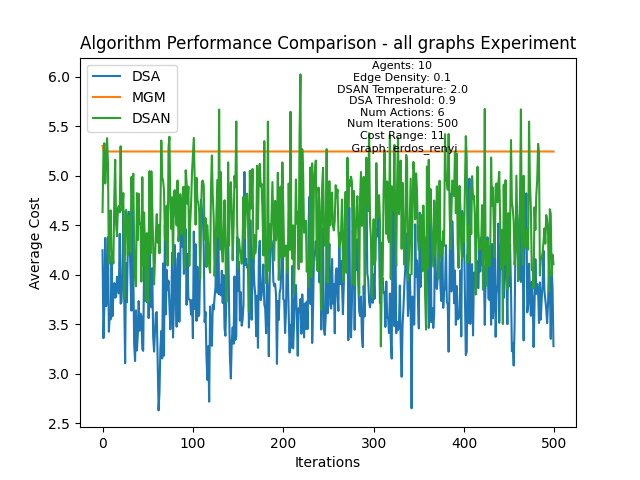 Algorithm Performance Comparison - all graphs Experiment
DSA
MGM
DSAN
Agents: 10
Edge Density: 0.1
DSAN Temperature: 2.0
DSA Threshold: 0.9
Num Actions: 6
Num Iterations: 500
Cost Range: 11
Graph: erdos_renyi
Average Cost
6.0
5.5
5.0
4.5
4.0
3.5
3.0
2.5
0
100
200
300
400
500
Iterations